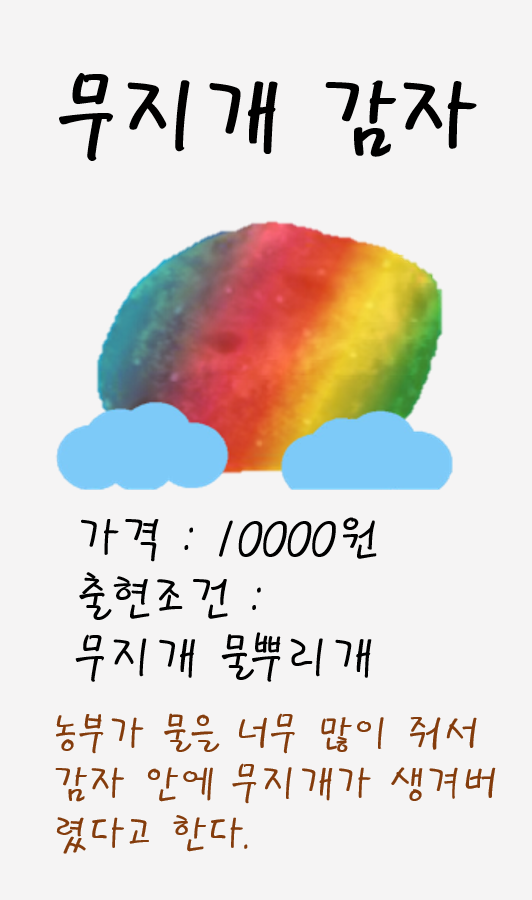 무지개 감자
가격 : 10000원
출현조건 :
무지개 물뿌리개
농부가 물을 너무 많이 줘서
감자 안에 무지개가 생겨버
렸다고 한다.